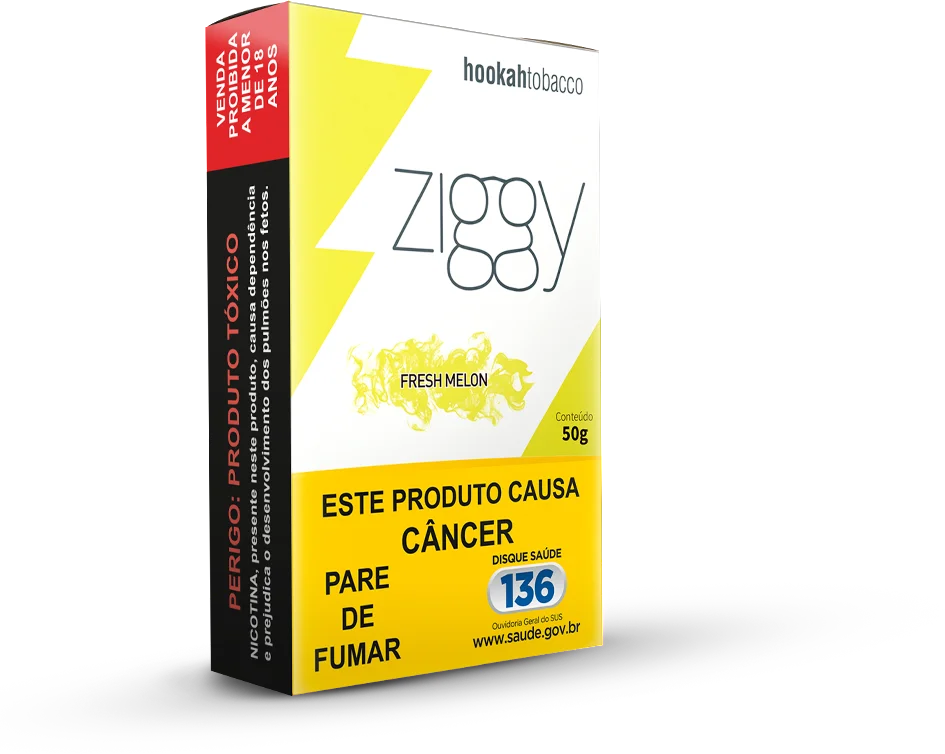 VENDA
PROIBIDA
A MENOR
DE 18
ANOS
PERIGO: PRODUTO TÓXICO
NICOTINA, presente neste produto, causa dependência
e prejudica o desenvolvimento dos pulmões nos fetos.
hookahtobacco
ziggy
FRESH MELON
Conteúdo
50g
ESTE PRODUTO CAUSA
CÂNCER
PARE
DE
FUMAR
DISQUE SAÚDE
136
Ouvidoria Geral do SUS
www.saude.gov.br